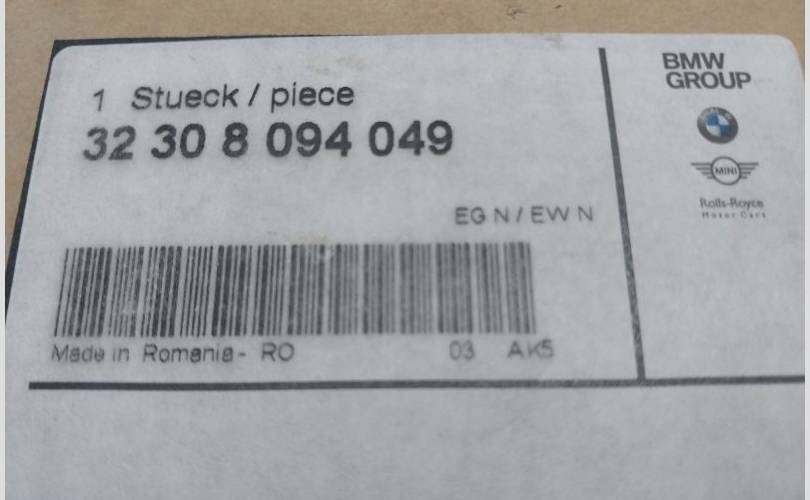 1 Stueck / piece
32 30 8 094 049
EG N / EW N
Made in Romania - RO 03 AK5
BMW
GROUP
MINI
Rolls-Royce
Motor Cars